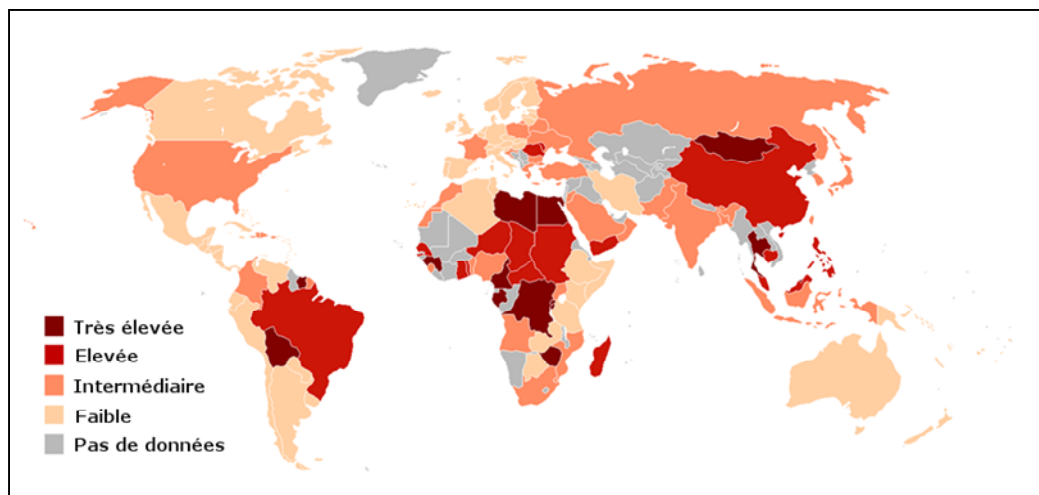 Très élevée
Elevée
Intermédiaire
Faible
Pas de données